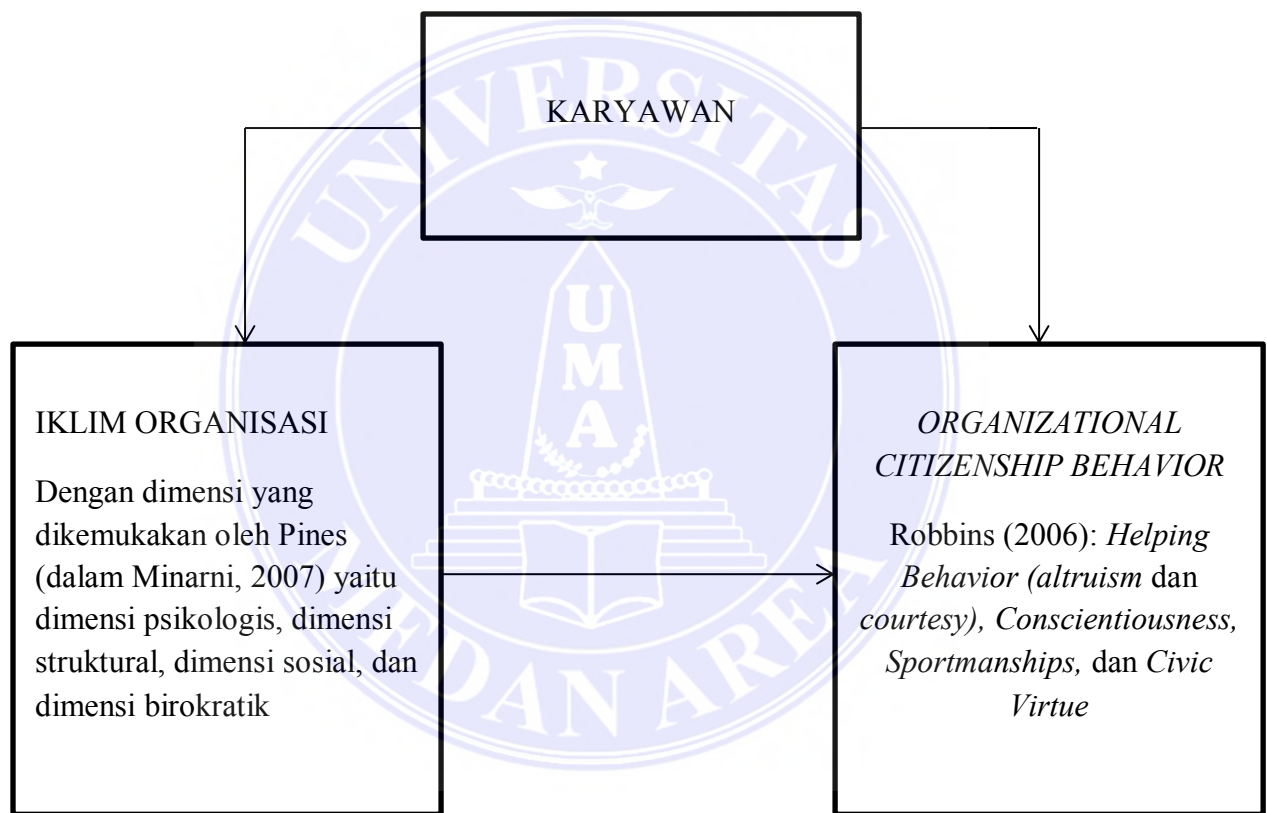 KARYAWAN
IKLIM ORGANISASI
Dengan dimensi yang
dikemukakan oleh Pines
(dalam Minarni, 2007) yaitu
dimensi psikologis, dimensi
struktural, dimensi sosial, dan
dimensi birokratik
ORGANIZATIONAL
CITIZENSHIP BEHAVIOR
Robbins (2006): Helping
Behavior (altruism dan
courtesy), Conscientiousness,
Sportmanships, dan Civic
Virtue
UNIVERSITAS
MEDAN AREA
U
M
A